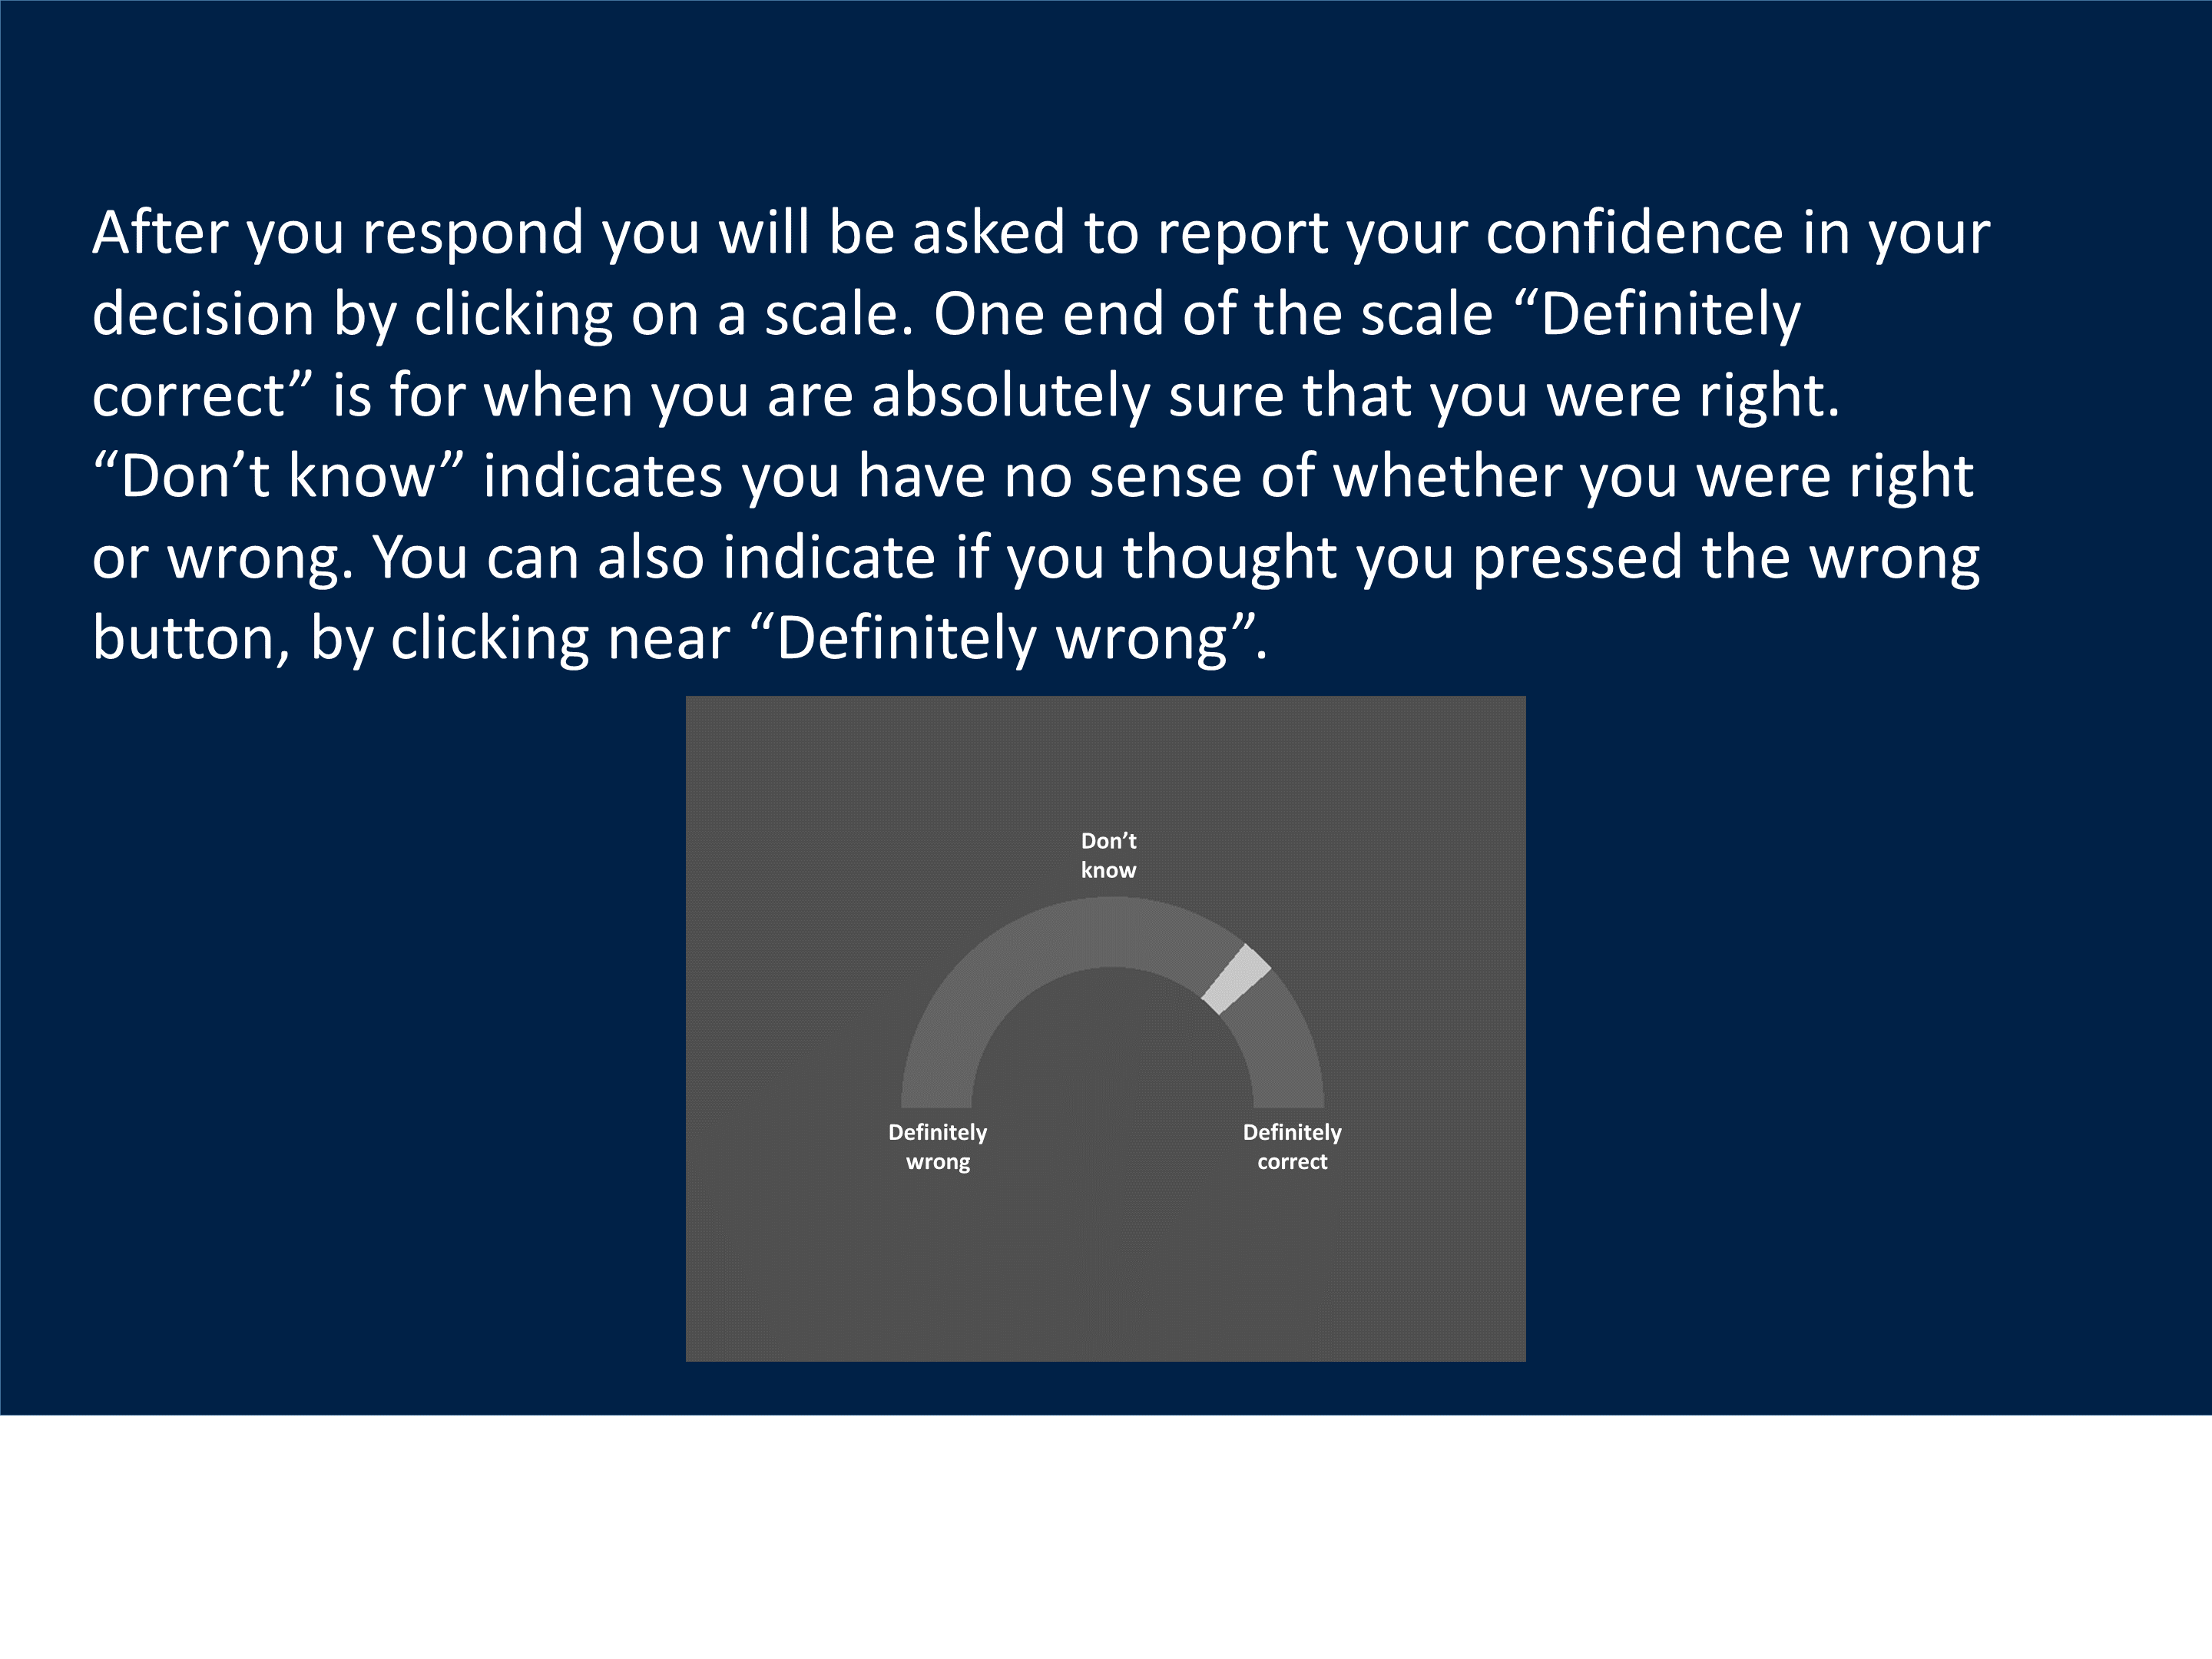 After you respond you will be asked to report your confidence in your
decision by clicking on a scale. One end of the scale “Definitely
correct” is for when you are absolutely sure that you were right.
“Don’t know” indicates you have no sense of whether you were right
or wrong. You can also indicate if you thought you pressed the wrong
button, by clicking near “Definitely wrong”.
Don’t
know
Definitely
wrong
Definitely
correct